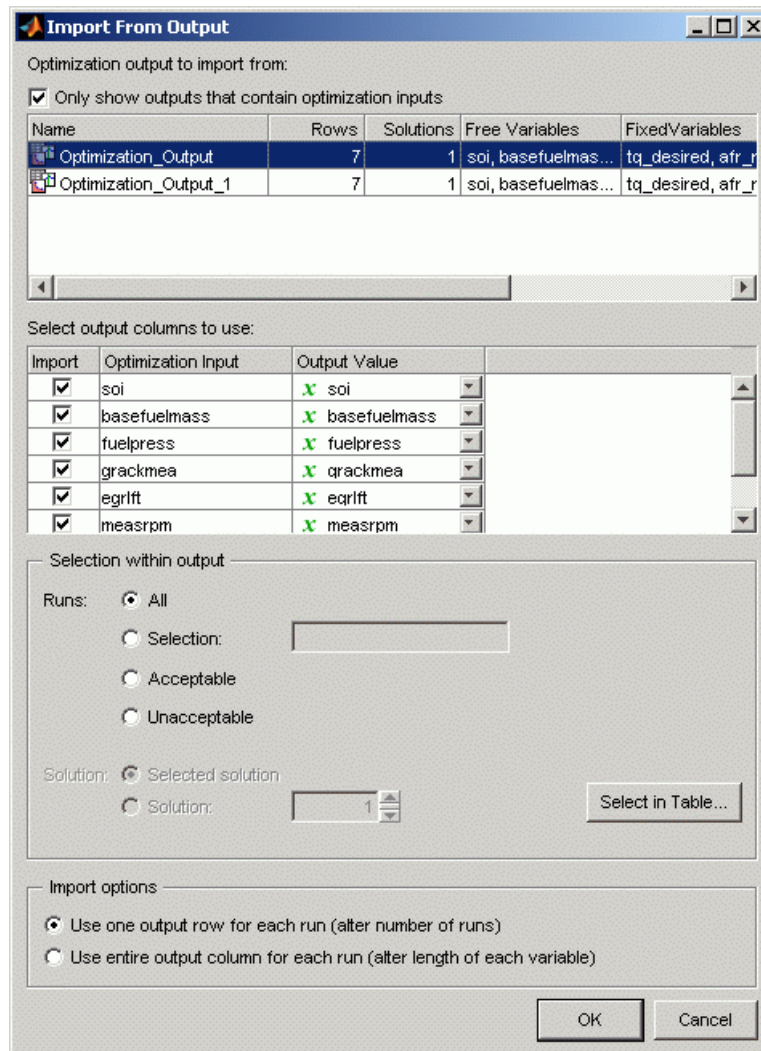 Import From Output
Optimization output to import from:
Only show outputs that contain optimization inputs
Name Rows Solutions Free Variables FixedVariables
Optimization_Output 7 1 soi, basefuelmas... tq_desired, afr_r
Optimization_Output_1 7 1 soi, basefuelmas... tq_desired, afr_r
Select output columns to use:
Import Optimization Input Output Value
soi x soi
basefuelmass x basefuelmass
fuelpress x fuelpress
grackmea x grackmea
egrlft x egrlft
measrpm x measrpm
Selection within output
Runs: All
Selection:
Acceptable
Unacceptable
Solution: Selected solution
Solution: 1 Select in Table...
Import options
Use one output row for each run (alter number of runs)
Use entire output column for each run (alter length of each variable)
OK Cancel